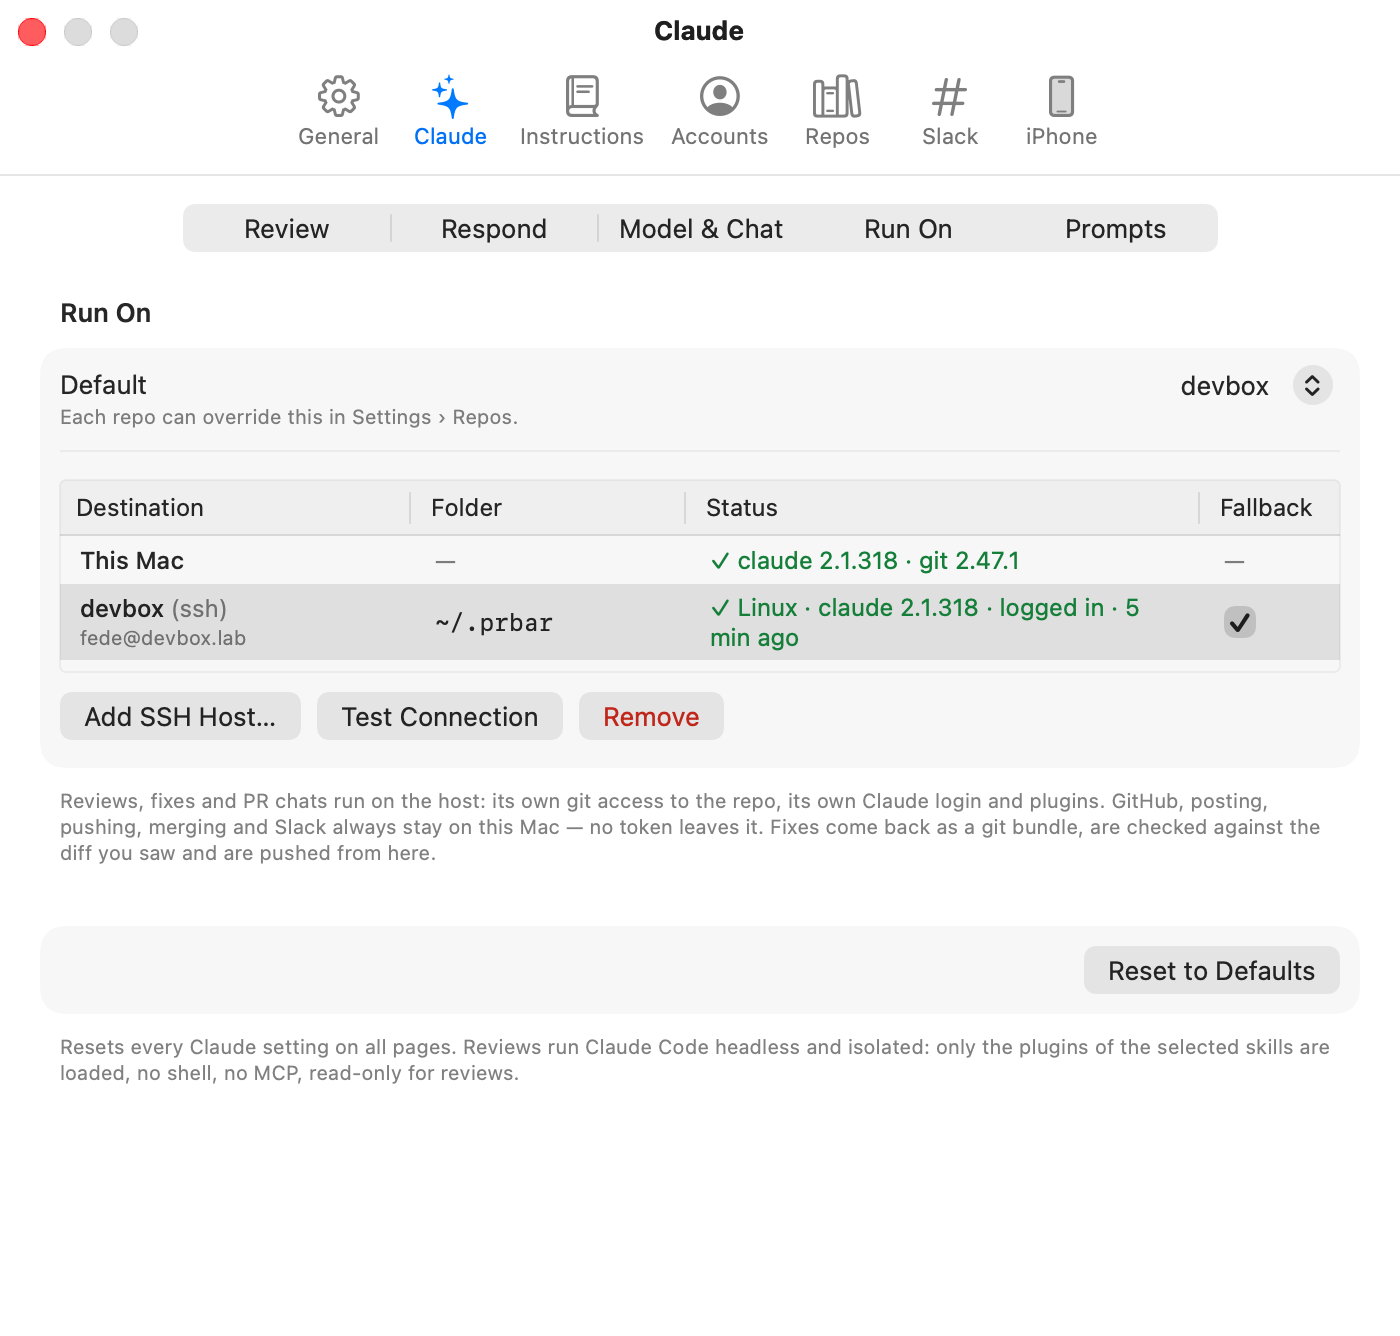 Claude
General
Claude
Instructions
Accounts
Repos
Slack
iPhone
Review
Respond
Model & Chat
Run On
Prompts
Run On
Default
devbox
Each repo can override this in Settings › Repos.
Destination
Folder
Status
Fallback
This Mac
—
✓ claude 2.1.318 · git 2.47.1
—
devbox (ssh)
fede@devbox.lab
~/.prbar
✓ Linux · claude 2.1.318 · logged in · 5
min ago
Add SSH Host...
Test Connection
Remove
Reviews, fixes and PR chats run on the host: its own git access to the repo, its own Claude login and plugins. GitHub, posting,
pushing, merging and Slack always stay on this Mac — no token leaves it. Fixes come back as a git bundle, are checked against the
diff you saw and are pushed from here.
Reset to Defaults
Resets every Claude setting on all pages. Reviews run Claude Code headless and isolated: only the plugins of the selected skills are
loaded, no shell, no MCP, read-only for reviews.